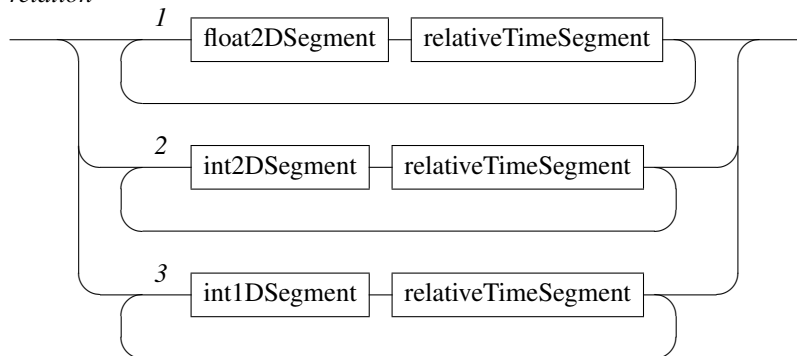 relation
1
float2DSegment relativeTimeSegment
2
int2DSegment relativeTimeSegment
3
int1DSegment relativeTimeSegment